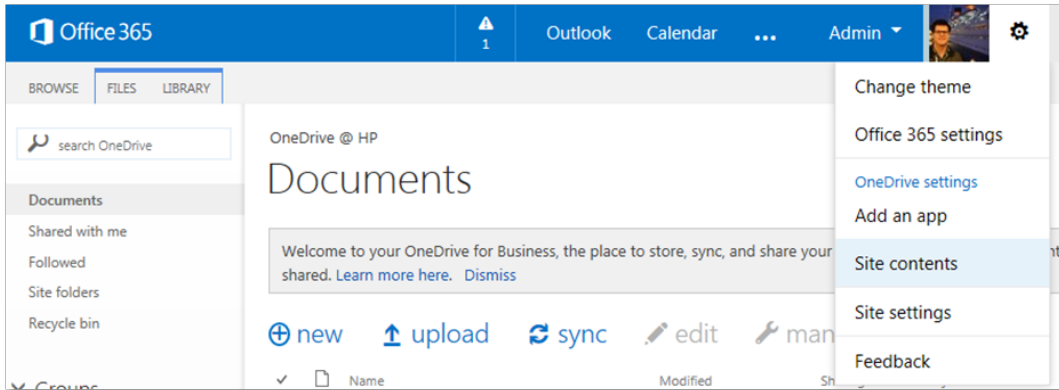 Office 365
1
Outlook
Calendar
...
Admin
BROWSE
FILES
LIBRARY
Change theme
Office 365 settings
OneDrive settings
Add an app
Site contents
Site settings
Feedback
search OneDrive
Documents
Shared with me
Followed
Site folders
Recycle bin
Groups
OneDrive @ HP
Documents
Welcome to your OneDrive for Business, the place to store, sync, and share your
shared. Learn more here. Dismiss
new
upload
sync
edit
Name
Modified